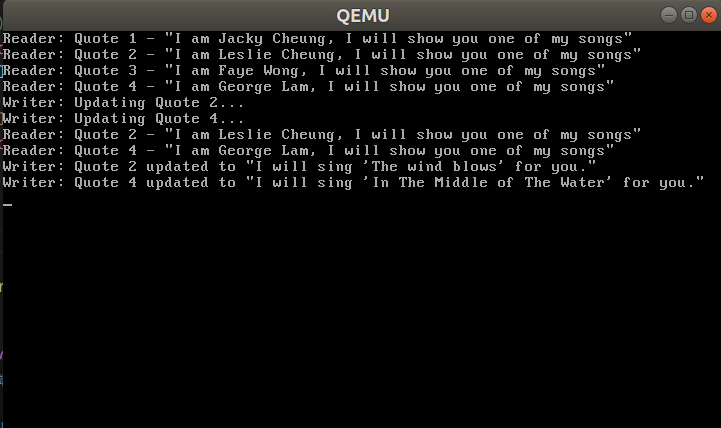 QEMU
Reader: Quote 1 - "I am Jacky Cheung, I will show you one of my songs"
Reader: Quote 2 - "I am Leslie Cheung, I will show you one of my songs"
Reader: Quote 3 - "I am Faye Wong, I will show you one of my songs"
Reader: Quote 4 - "I am George Lam, I will show you one of my songs"
Writer: Updating Quote 2...
Writer: Updating Quote 4...
Reader: Quote 2 - "I am Leslie Cheung, I will show you one of my songs"
Reader: Quote 4 - "I am George Lam, I will show you one of my songs"
Writer: Quote 2 updated to "I will sing 'The wind blows' for you."
Writer: Quote 4 updated to "I will sing 'In The Middle of The Water' for you."